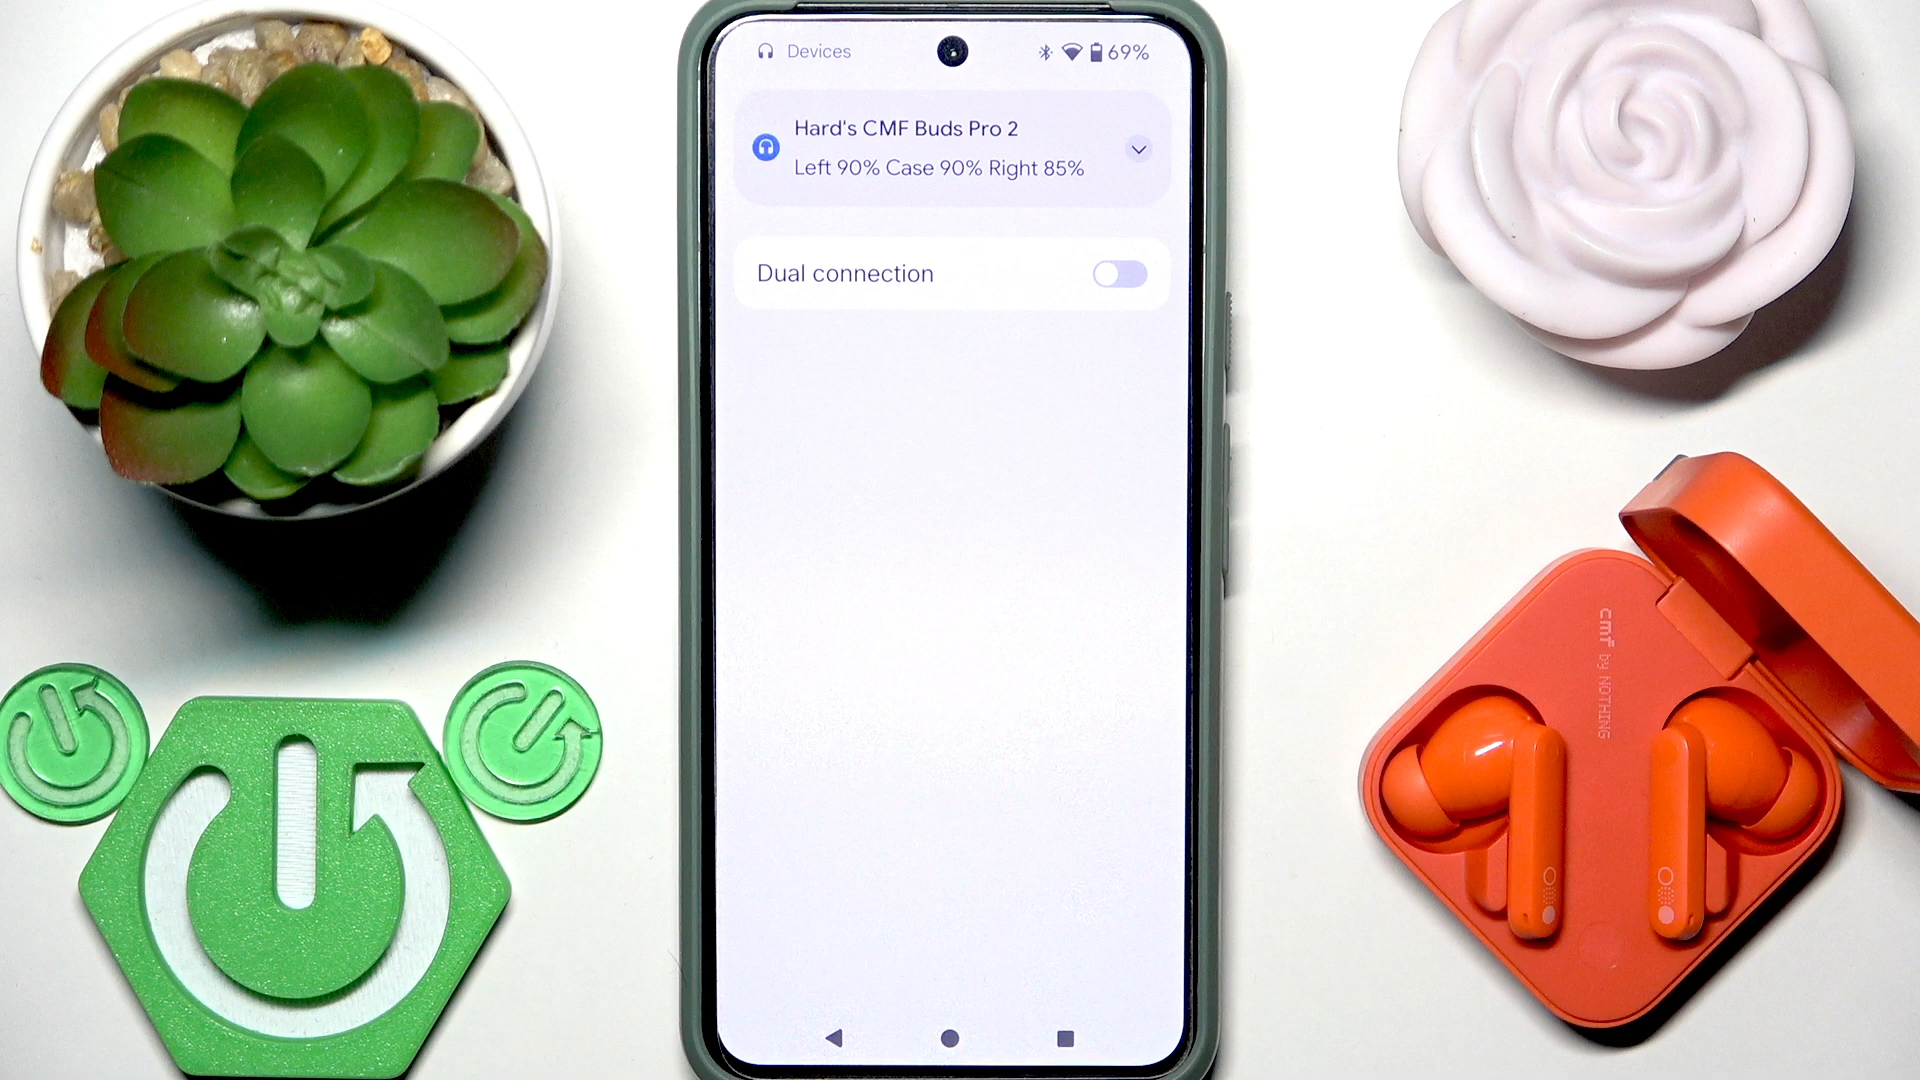 Devices
69%
Hard's CMF Buds Pro 2
Left 90% Case 90% Right 85%
Dual connection
cmf by NOTHING